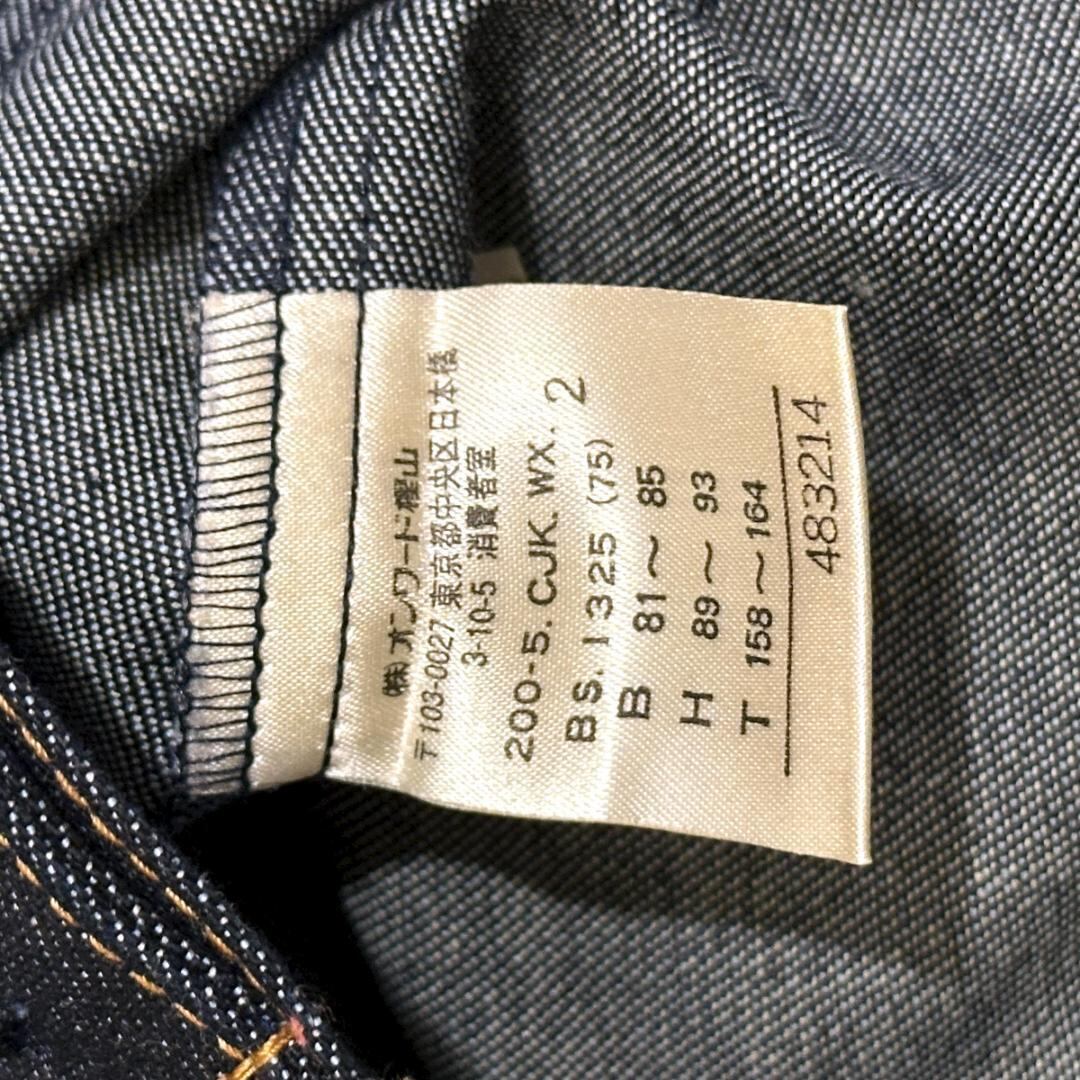 ㈱オンワード樫山
〒103-0027 東京都中央区日本橋
3-10-5 消費者室
200-5.CJK.WX. 2
BS.1325 (75)
B 81～85
H 89～93
T 158～164
483214